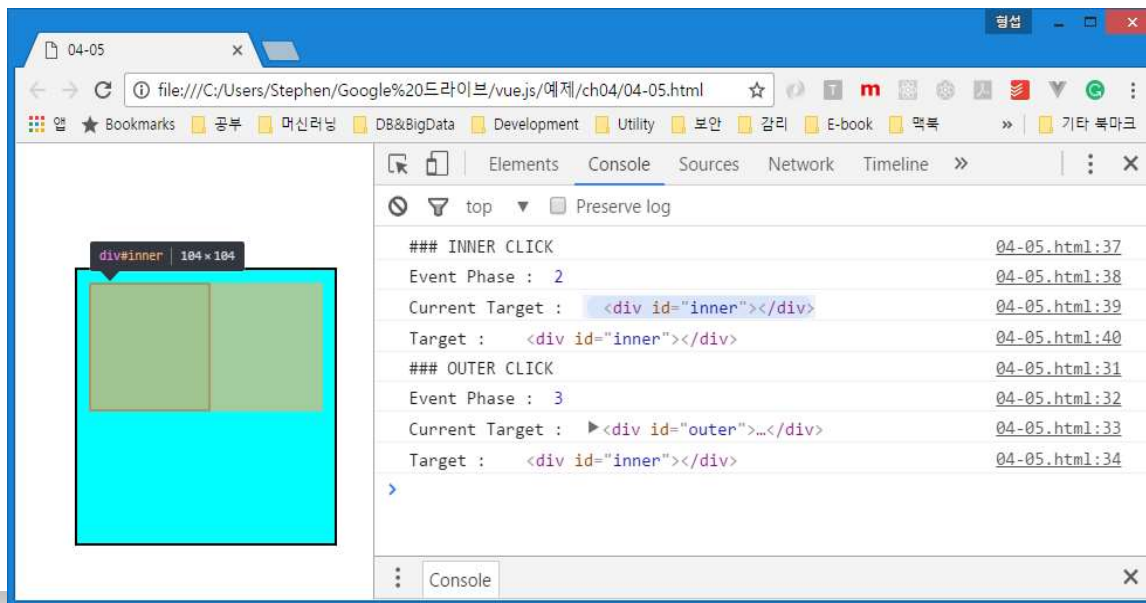 형섭
04-05
file:///C:/Users/Stephen/Google%20드라이브/vue.js/예제/ch04/04-05.html
앱 Bookmarks 공부 머신러닝 DB&BigData Development Utility 보안 감리 E-book 맥북 » 기타 북마크
Elements Console Sources Network Timeline »
top Preserve log
div#inner 104 × 104
### INNER CLICK 04-05.html:37
Event Phase : 2 04-05.html:38
Current Target : <div id="inner"></div> 04-05.html:39
Target : <div id="inner"></div> 04-05.html:40
### OUTER CLICK 04-05.html:31
Event Phase : 3 04-05.html:32
Current Target : <div id="outer">…</div> 04-05.html:33
Target : <div id="inner"></div> 04-05.html:34
Console